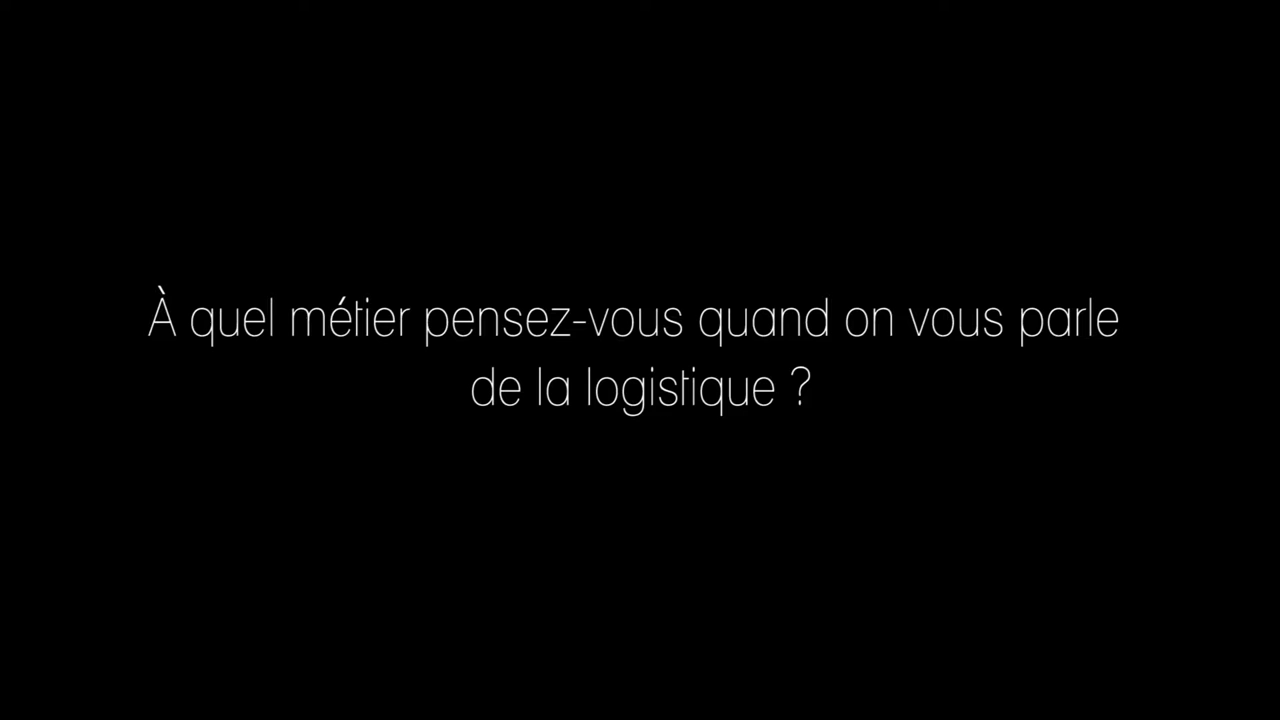 À quel métier pensez-vous quand on vous parle
de la logistique ?